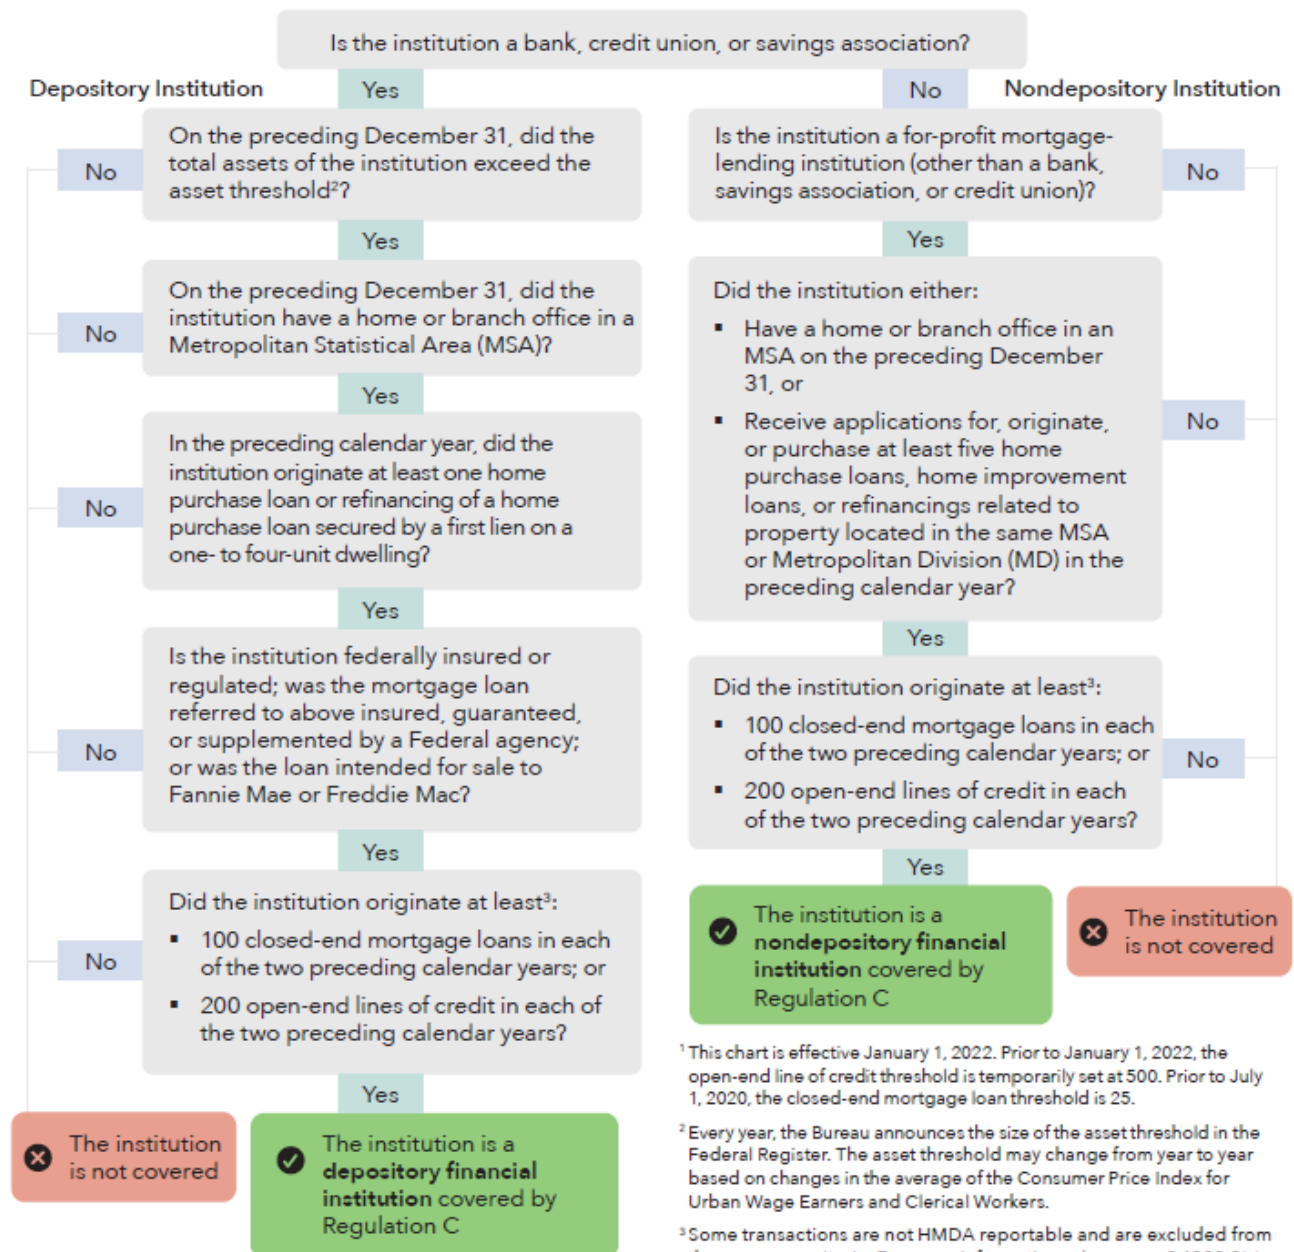 Is the institution a bank, credit union, or savings association?
Depository Institution
Yes
No
Nondepository Institution
On the preceding December 31, did the
total assets of the institution exceed the
asset threshold²?
No
Yes
On the preceding December 31, did the
institution have a home or branch office in a
Metropolitan Statistical Area (MSA)?
No
Yes
In the preceding calendar year, did the
institution originate at least one home
purchase loan or refinancing of a home
purchase loan secured by a first lien on a
one- to four-unit dwelling?
No
Yes
Is the institution federally insured or
regulated; was the mortgage loan
referred to above insured, guaranteed,
or supplemented by a Federal agency;
or was the loan intended for sale to
Fannie Mae or Freddie Mac?
No
Yes
Did the institution originate at least³:
▪ 100 closed-end mortgage loans in each
of the two preceding calendar years; or
▪ 200 open-end lines of credit in each of
the two preceding calendar years?
No
Yes
The institution
is not covered
The institution is a
depository financial
institution covered by
Regulation C
Is the institution a for-profit mortgage-
lending institution (other than a bank,
savings association, or credit union)?
No
Yes
Did the institution either:
▪ Have a home or branch office in an
MSA on the preceding December
31, or
▪ Receive applications for, originate,
or purchase at least five home
purchase loans, home improvement
loans, or refinancings related to
property located in the same MSA
or Metropolitan Division (MD) in the
preceding calendar year?
No
Yes
Did the institution originate at least³:
▪ 100 closed-end mortgage loans in each
of the two preceding calendar years; or
▪ 200 open-end lines of credit in each
of the two preceding calendar years?
No
Yes
The institution is a
nondepository financial
institution covered by
Regulation C
The institution
is not covered
¹ This chart is effective January 1, 2022. Prior to January 1, 2022, the
open-end line of credit threshold is temporarily set at 500. Prior to July
1, 2020, the closed-end mortgage loan threshold is 25.
² Every year, the Bureau announces the size of the asset threshold in the
Federal Register. The asset threshold may change from year to year
based on changes in the average of the Consumer Price Index for
Urban Wage Earners and Clerical Workers.
³ Some transactions are not HMDA reportable and are excluded from